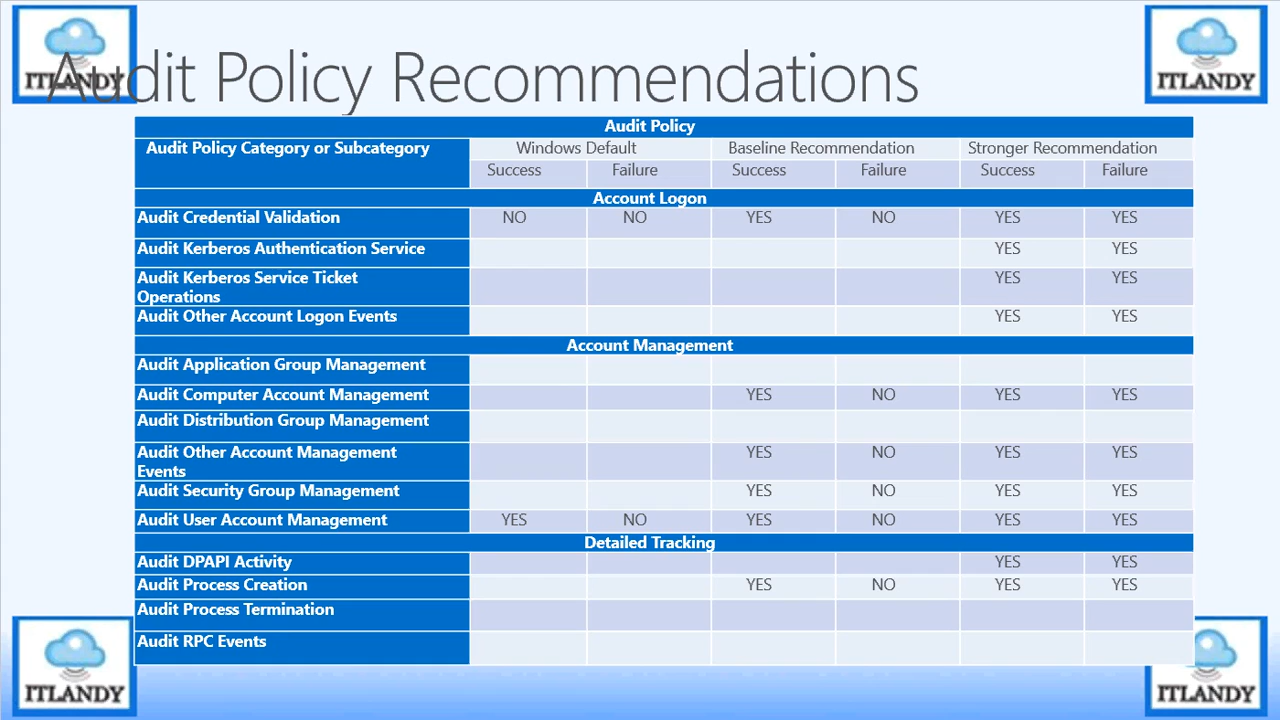 ITLANDY
Audit Policy Recommendations
ITLANDY
Audit Policy
Audit Policy Category or Subcategory Windows Default Baseline Recommendation Stronger Recommendation
Success Failure Success Failure Success Failure
Account Logon
Audit Credential Validation NO NO YES NO YES YES
Audit Kerberos Authentication Service YES YES
Audit Kerberos Service Ticket YES YES
Operations
Audit Other Account Logon Events YES YES
Account Management
Audit Application Group Management
Audit Computer Account Management YES NO YES YES
Audit Distribution Group Management
Audit Other Account Management YES NO YES YES
Events
Audit Security Group Management YES NO YES YES
Audit User Account Management YES NO YES NO YES YES
Detailed Tracking
Audit DPAPI Activity YES YES
Audit Process Creation YES NO YES YES
Audit Process Termination
Audit RPC Events
ITLANDY
ITLANDY